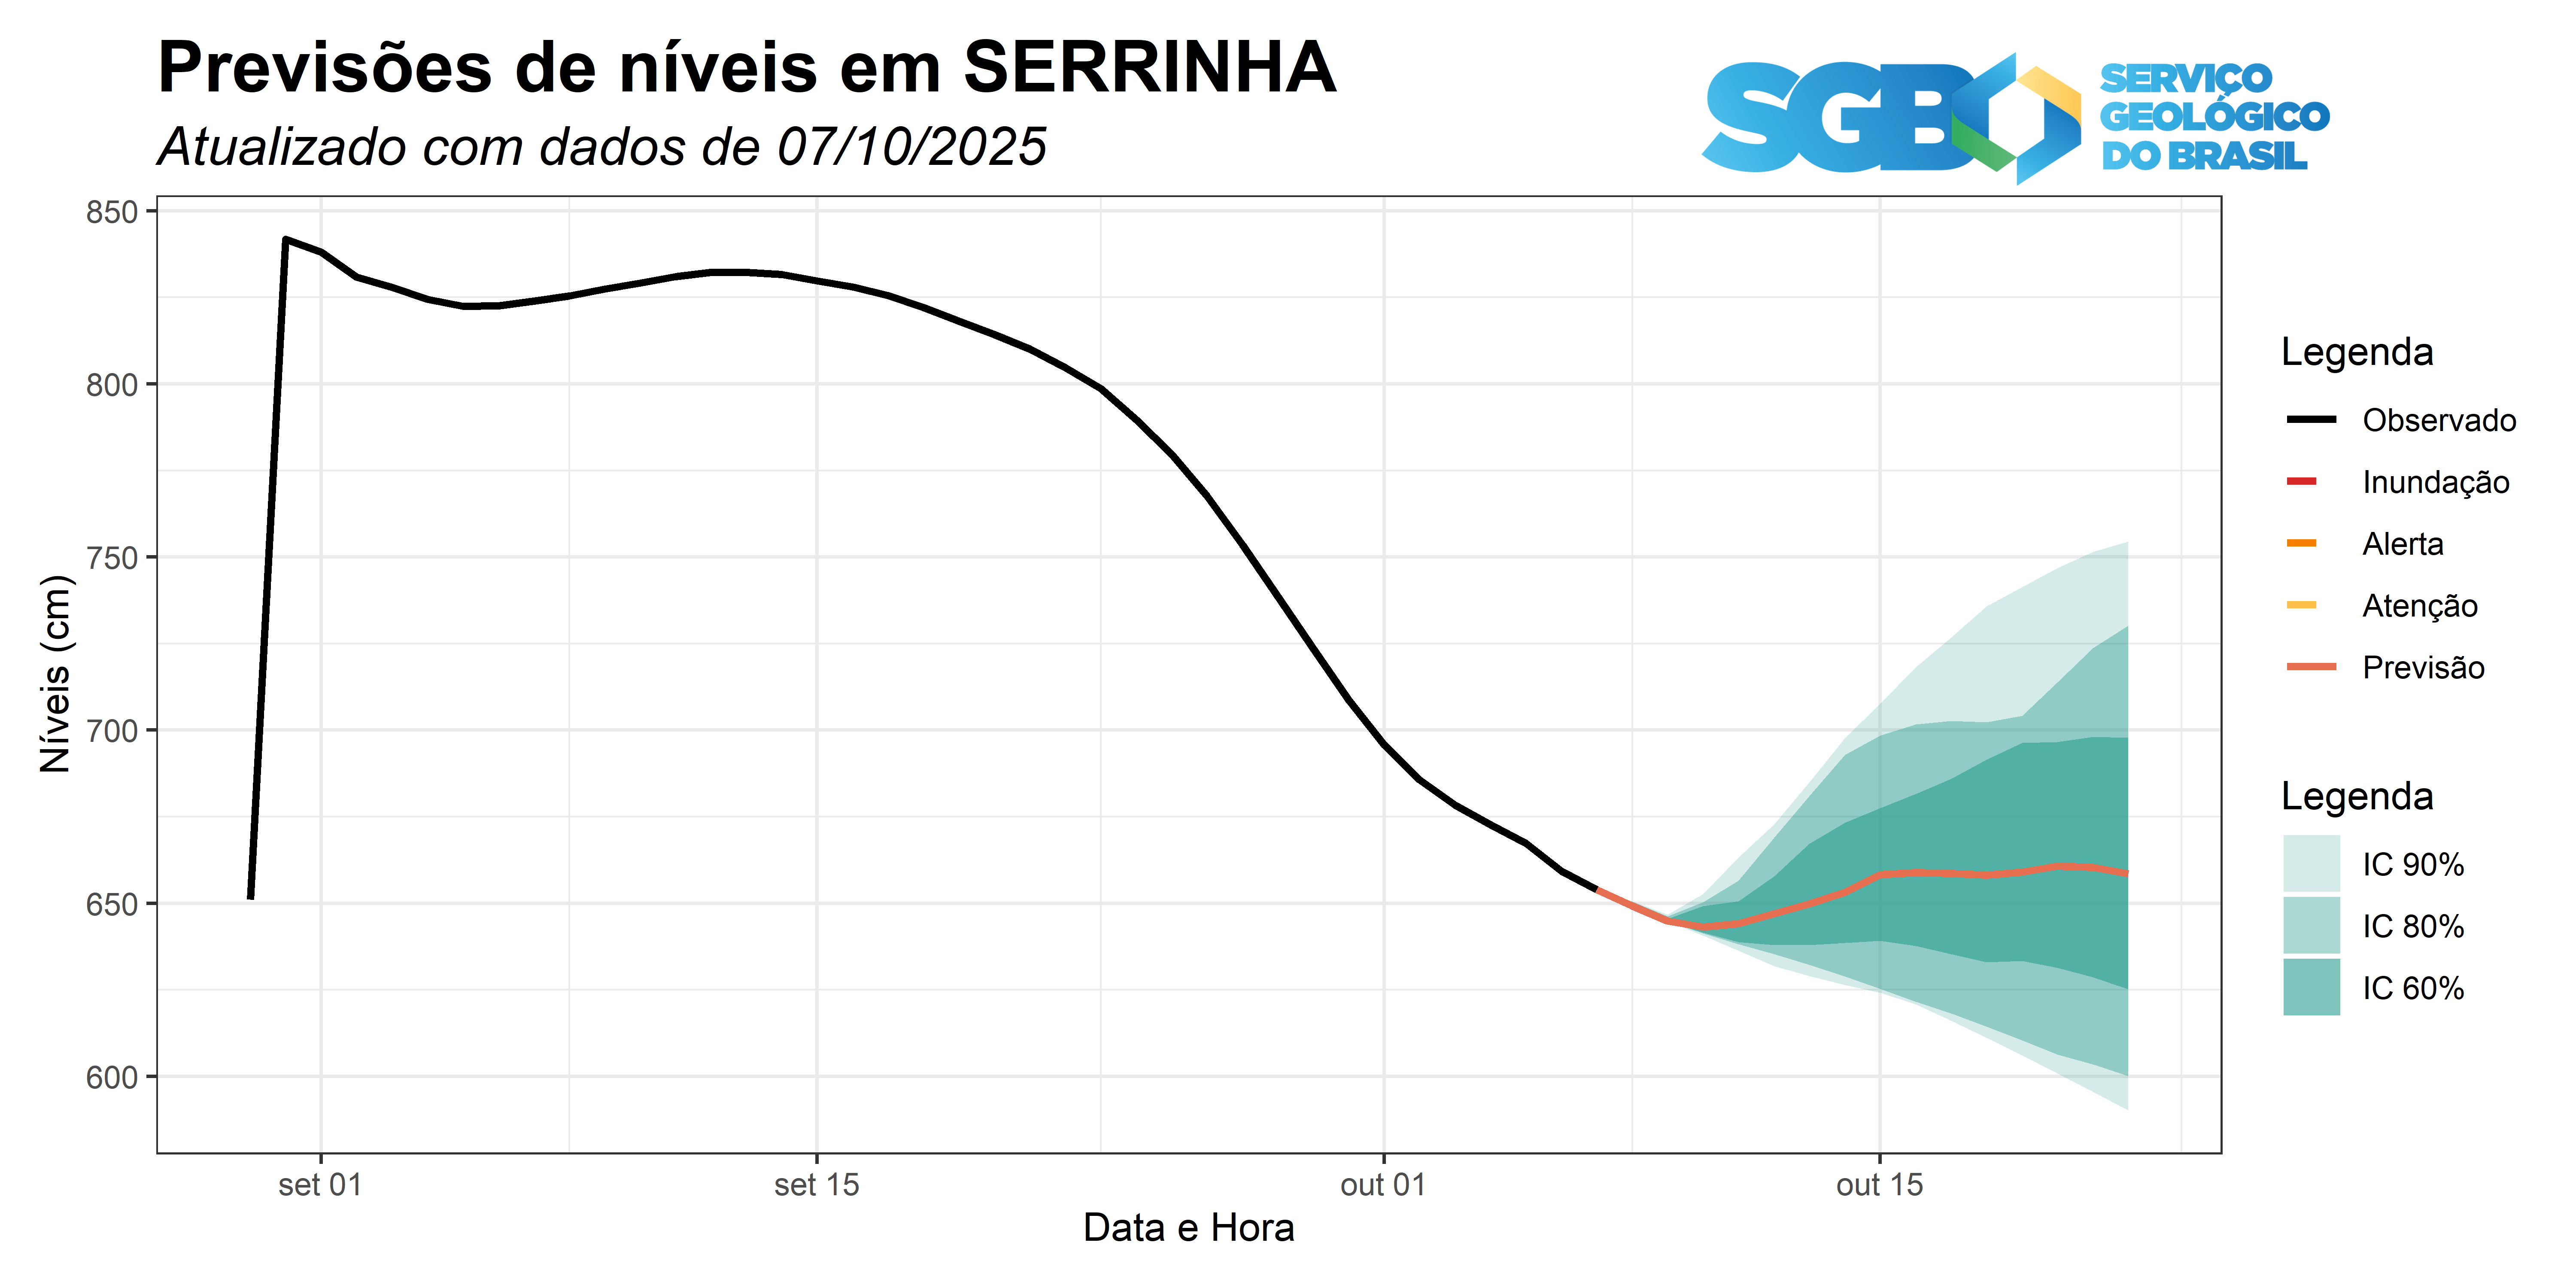 Previsões de níveis em SERRINHA
Atualizado com dados de 07/10/2025
SGB
SERVIÇO
GEOLÓGICO
DO BRASIL
850
800
750
700
650
600
Níveis (cm)
set 01
set 15
out 01
out 15
Data e Hora
Legenda
Observado
Inundação
Alerta
Atenção
Previsão
Legenda
IC 90%
IC 80%
IC 60%